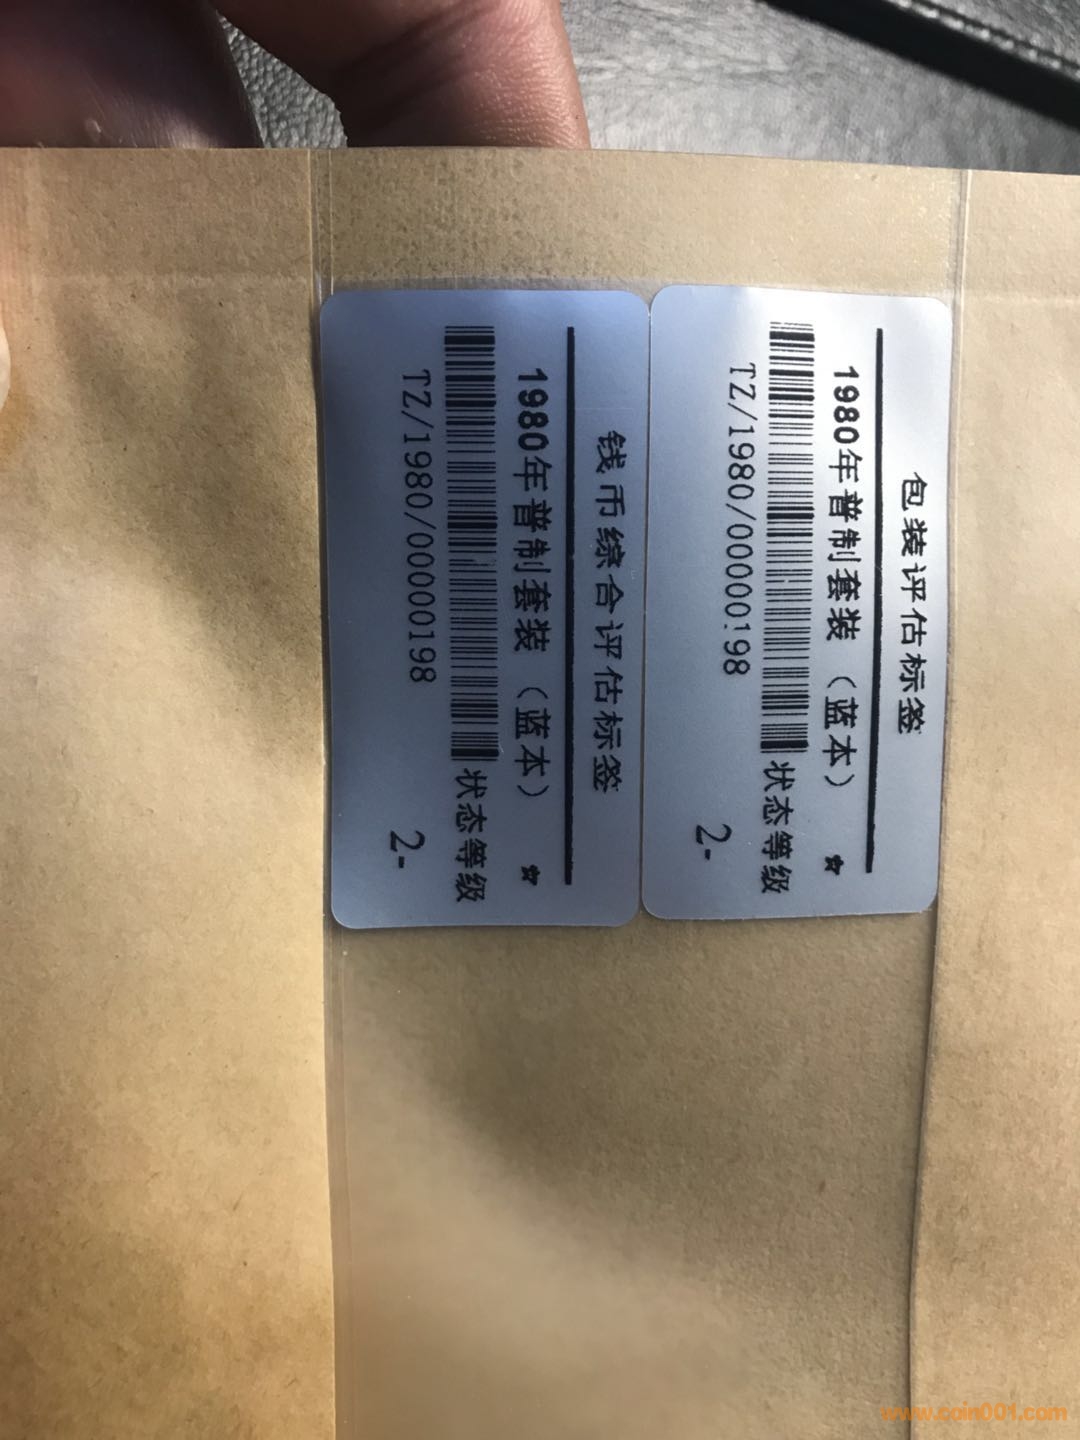 包装评估标签
1980年普制套装（蓝本）
状态等级
TZ/1980/00000198
2-
钱币综合评估标签
1980年普制套装（蓝本）
状态等级
TZ/1980/00000198
2-
www.coin001.com